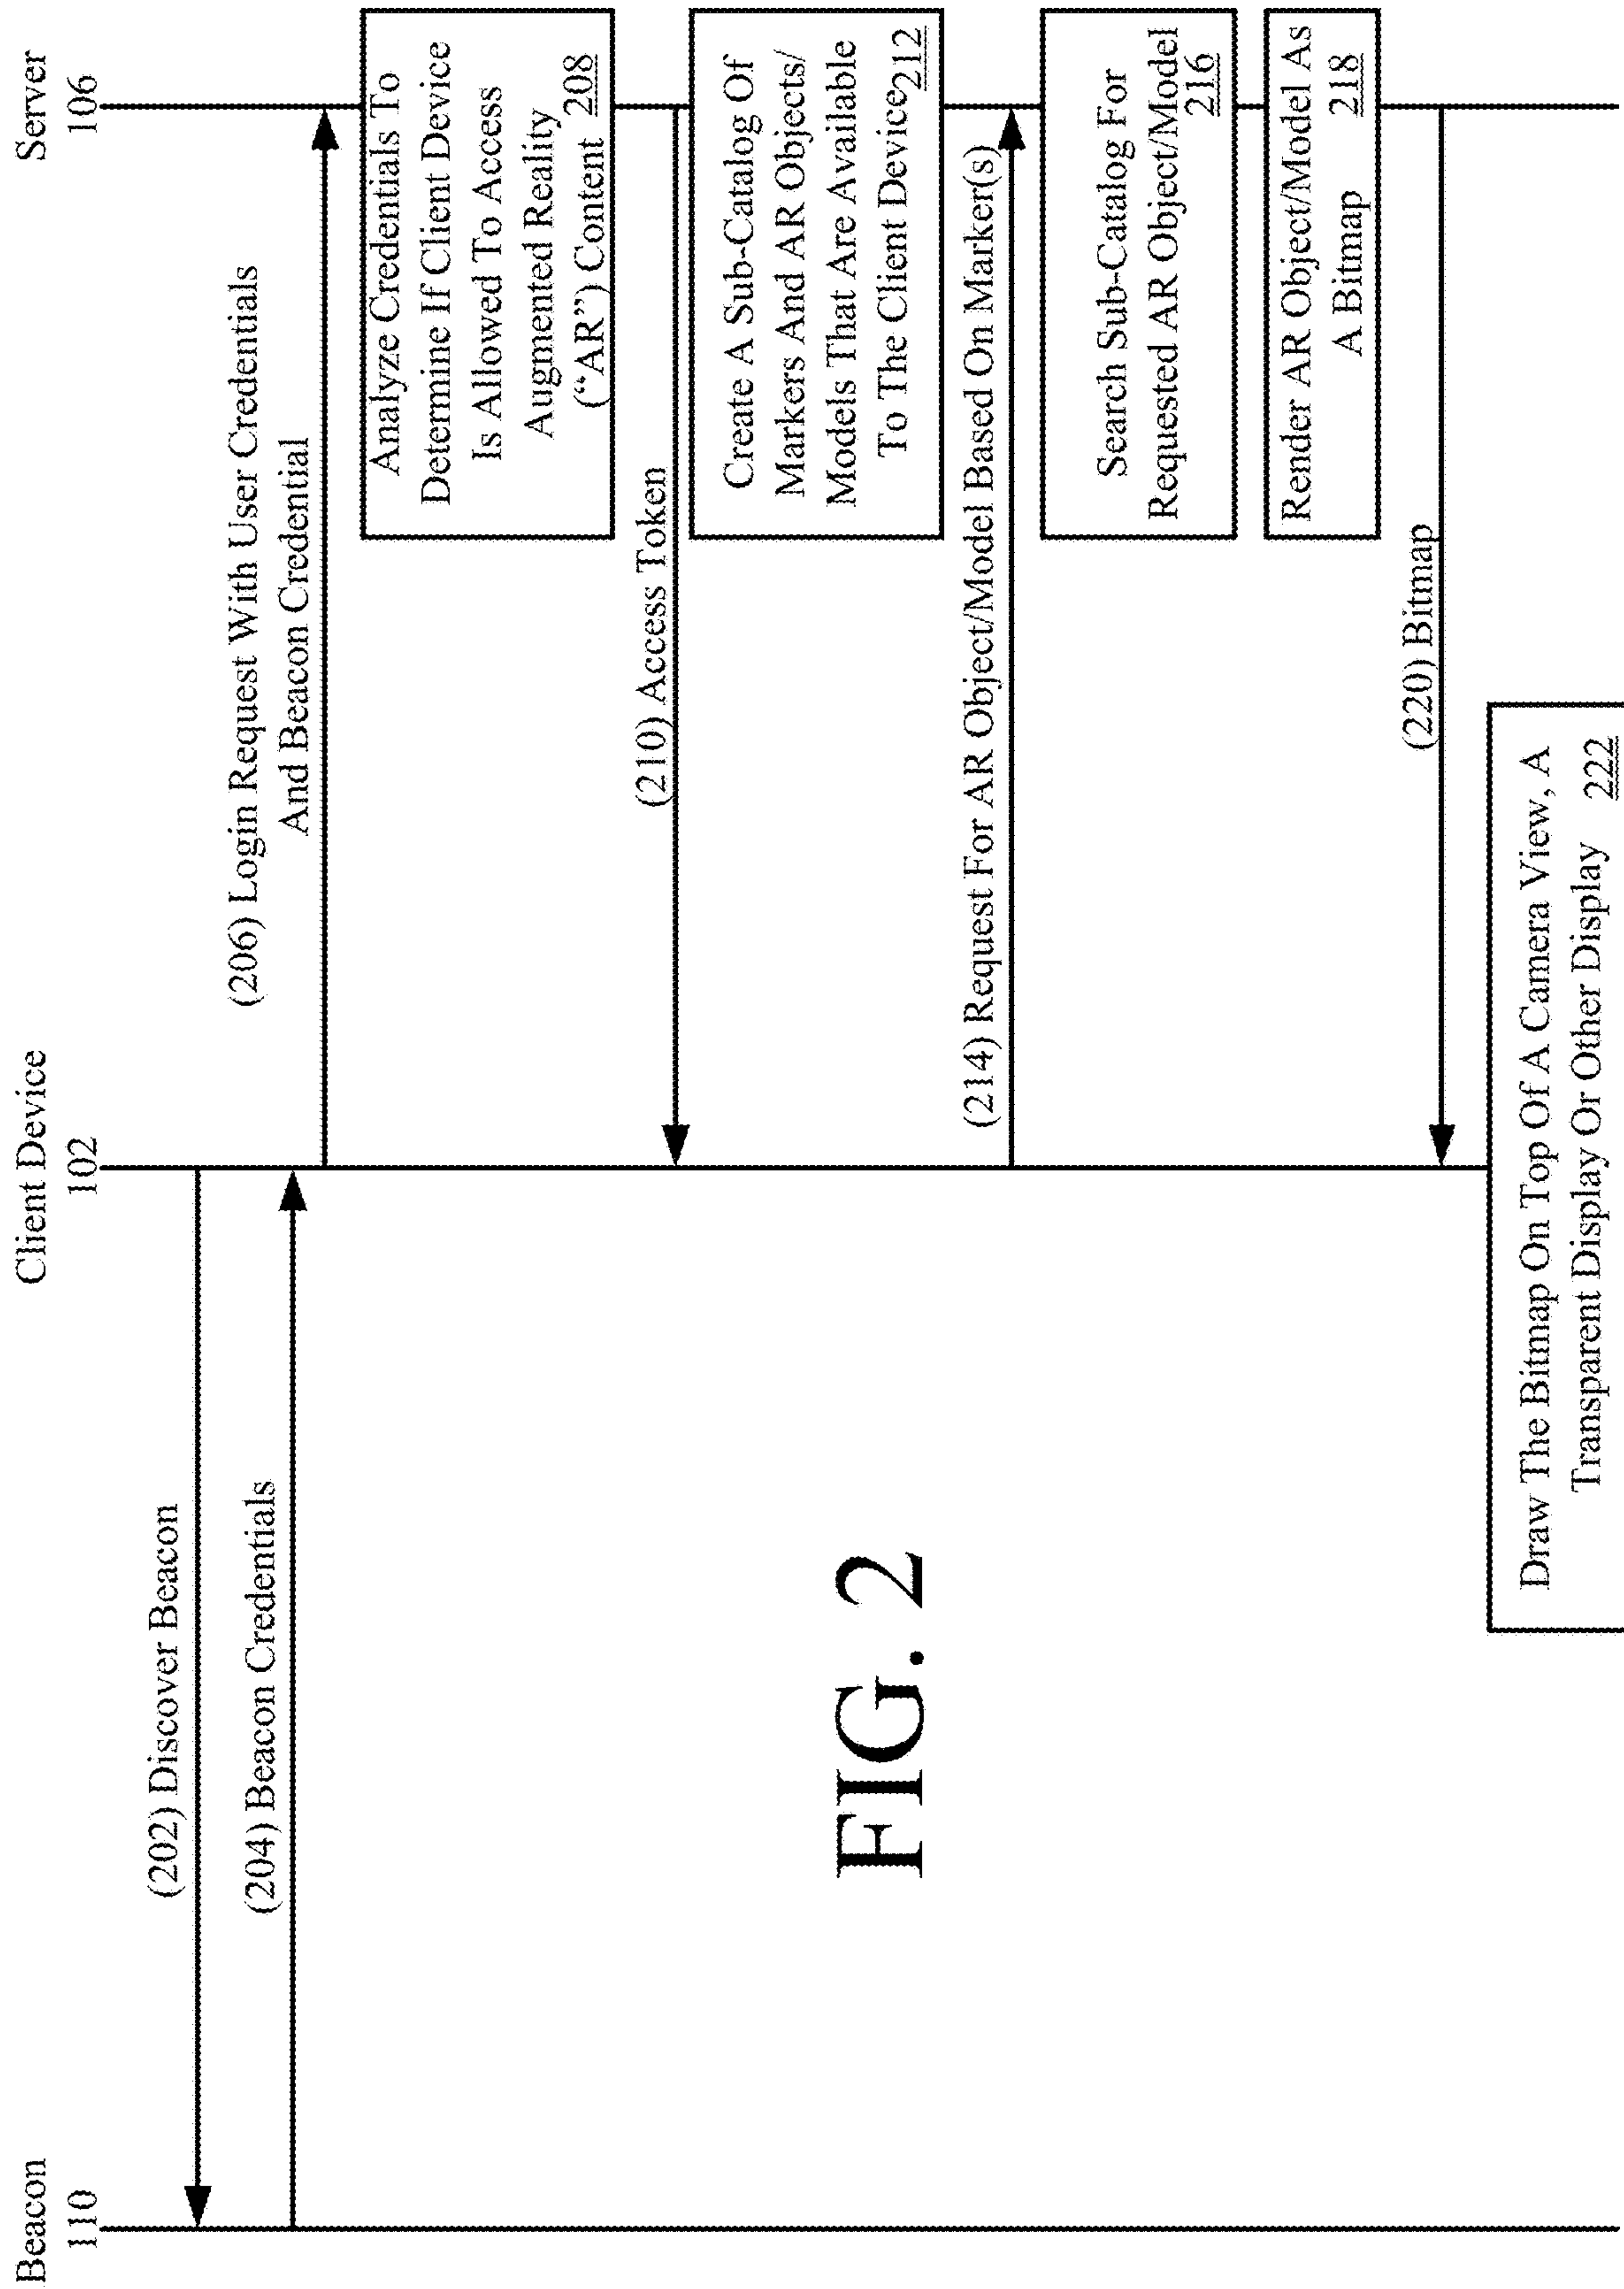 Beacon
110
Client Device
102
Server
106
(202) Discover Beacon
(204) Beacon Credentials
(206) Login Request With User Credentials
And Beacon Credential
Analyze Credentials To
Determine If Client Device
Is Allowed To Access
Augmented Reality
(“AR”) Content 208
(210) Access Token
Create A Sub-Catalog Of
Markers And AR Objects/
Models That Are Available
To The Client Device 212
(214) Request For AR Object/Model Based On Marker(s)
Search Sub-Catalog For
Requested AR Object/Model
216
Render AR Object/Model As
A Bitmap 218
(220) Bitmap
Draw The Bitmap On Top Of A Camera View, A
Transparent Display Or Other Display 222
FIG. 2